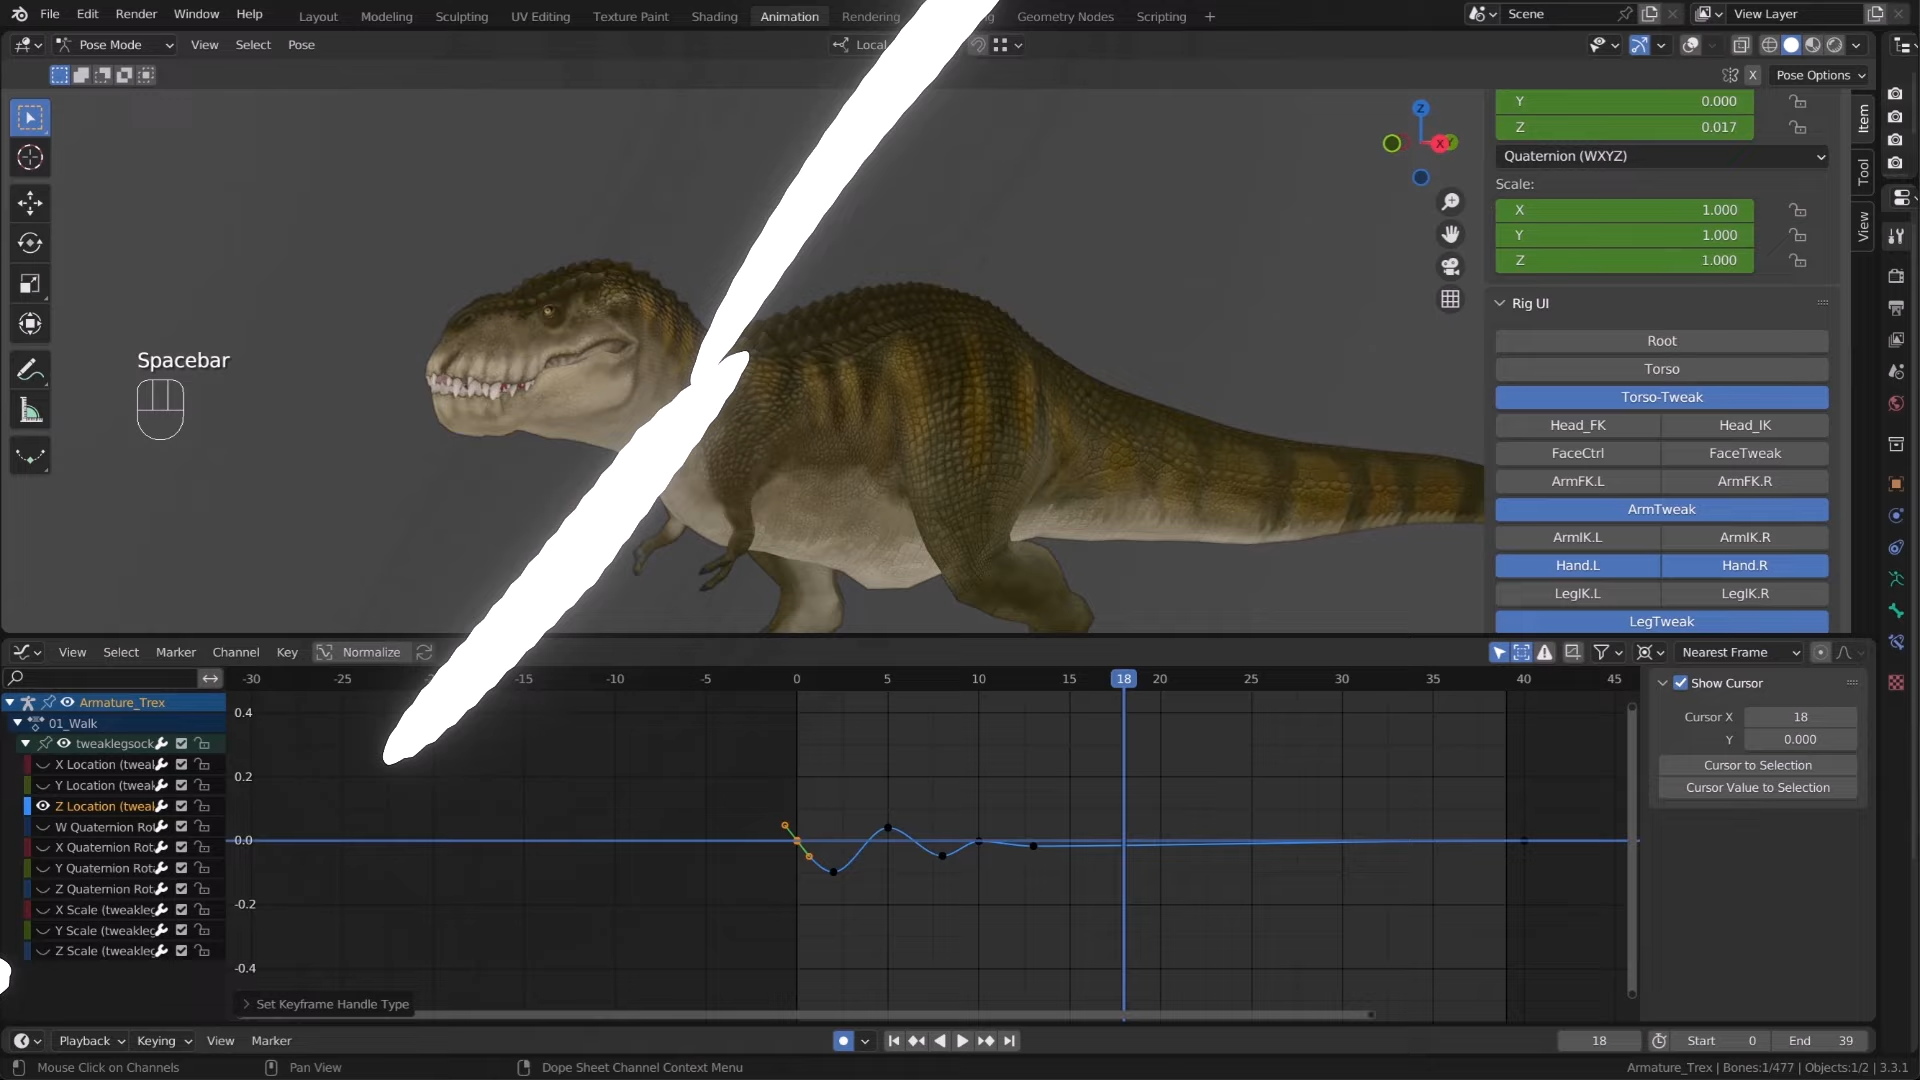 File Edit Render Window Help Layout Modeling Sculpting UV Editing Texture Paint Shading Animation Rendering Geometry Nodes Scripting + Scene View Layer
Pose Mode View Select Pose Local
X Pose Options
Y 0.000
Z 0.017
Quaternion (WXYZ)
Scale:
X 1.000
Y 1.000
Z 1.000
Item
Tool
View
Z
X
Y
Spacebar
Rig UI
Root
Torso
Torso-Tweak
Head_FK Head_IK
FaceCtrl FaceTweak
ArmFK.L ArmFK.R
ArmTweak
ArmIK.L ArmIK.R
Hand.L Hand.R
LegIK.L LegIK.R
LegTweak
View Select Marker Channel Key Normalize Nearest Frame
-30 -25 -15 -10 -5 0 5 10 15 18 20 25 30 35 40 45
Armature_Trex
01_Walk
tweaklegsock
X Location (tweal
Y Location (tweal
Z Location (tweal
W Quaternion Rot
X Quaternion Rot
Y Quaternion Rot
Z Quaternion Rot
X Scale (tweakleg
Y Scale (tweakleg
Z Scale (tweakleg
0.4
0.2
0.0
-0.2
-0.4
Show Cursor
Cursor X 18
Y 0.000
Cursor to Selection
Cursor Value to Selection
Set Keyframe Handle Type
Playback Keying View Marker 18 Start 0 End 39
Mouse Click on Channels Pan View Dope Sheet Channel Context Menu Armature_Trex | Bones:1/477 | Objects:1/2 | 3.3.1